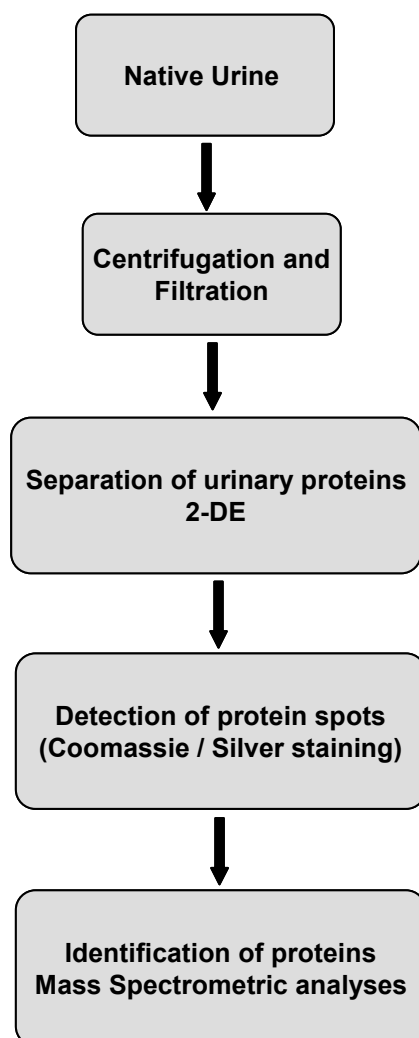 Native Urine
Centrifugation and
Filtration
Separation of urinary proteins
2-DE
Detection of protein spots
(Coomassie / Silver staining)
Identification of proteins
Mass Spectrometric analyses